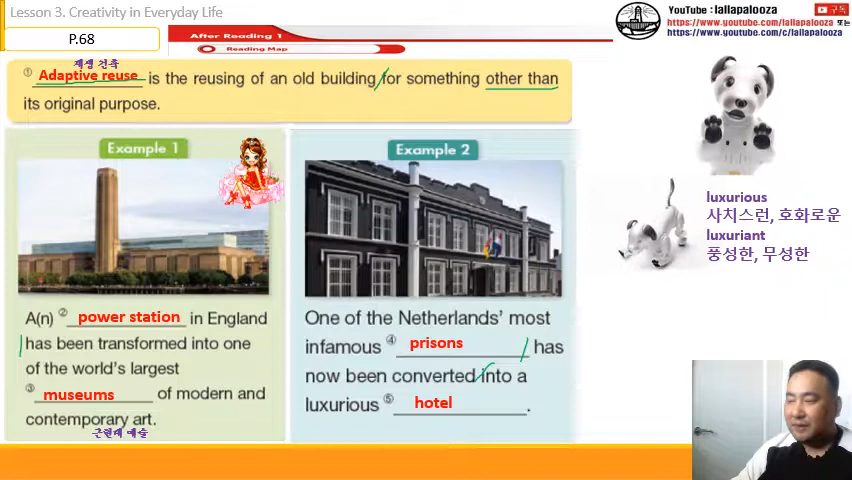 Lesson 3. Creativity in Everyday Life
P.68
After Reading 1
Reading Map
YouTube : lallapalooza
구독
https://www.youtube.com/lallapalooza 또는
https://www.youtube.com/c/lallapalooza
재생 건축
① Adaptive reuse is the reusing of an old building for something other than
its original purpose.
Example 1
A(n) ② power station in England
has been transformed into one
of the world's largest
③ museums of modern and
contemporary art.
근현대 예술
Example 2
One of the Netherlands' most
infamous ④ prisons has
now been converted into a
luxurious ⑤ hotel.
luxurious
사치스런, 호화로운
luxuriant
풍성한, 무성한